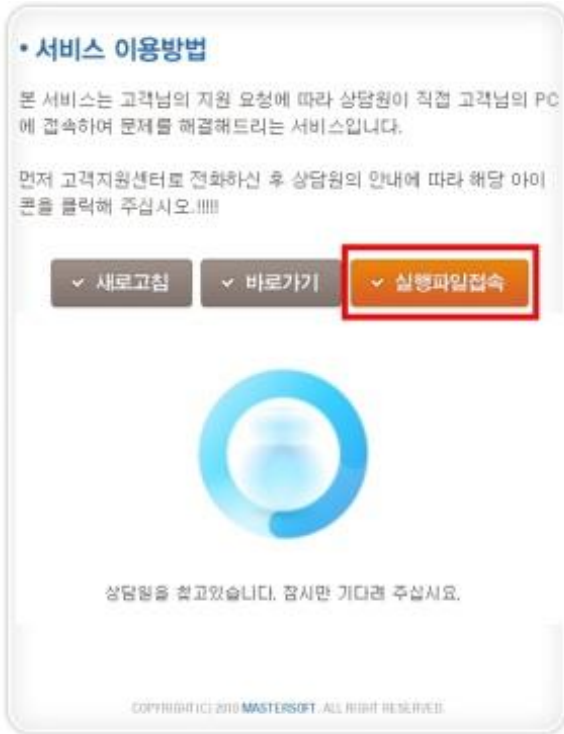 • 서비스 이용방법
본 서비스는 고객님의 지원 요청에 따라 상담원이 직접 고객님의 PC
에 접속하여 문제를 해결해드리는 서비스입니다.
먼저 고객지원센터로 전화하신 후 상담원의 안내에 따라 해당 아이
콘을 클릭해 주십시오.!!!!!
새로고침 바로가기 실행파일접속
상담원을 찾고있습니다. 잠시만 기다려 주십시요.
COPYRIGHT (C) 2010 MASTERSOFT. ALL RIGHT RESERVED.